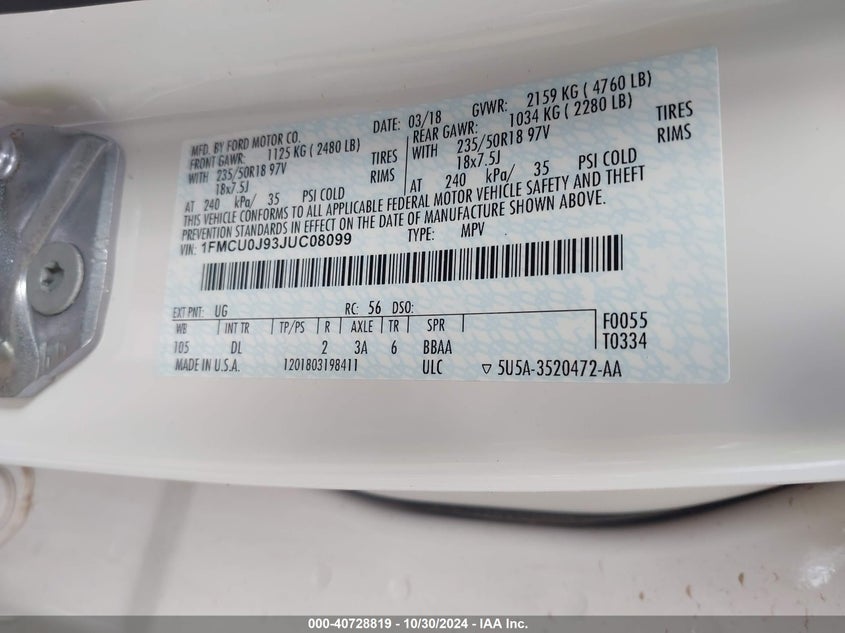 MFD. BY FORD MOTOR CO.
DATE: 03/18 GVWR: 2159 KG ( 4760 LB)
FRONT GAWR: 1125 KG ( 2480 LB)
REAR GAWR: 1034 KG ( 2280 LB)
WITH 235/50R18 97V TIRES
WITH 235/50R18 97V TIRES
18x7.5J RIMS
18x7.5J RIMS
AT 240 kPa/ 35 PSI COLD
AT 240 kPa/ 35 PSI COLD
THIS VEHICLE CONFORMS TO ALL APPLICABLE FEDERAL MOTOR VEHICLE SAFETY AND THEFT
PREVENTION STANDARDS IN EFFECT ON THE DATE OF MANUFACTURE SHOWN ABOVE.
VIN: 1FMCU0J93JUC08099 TYPE: MPV
EXT PNT: UG RC: 56 DSO:
WB INT TR TP/PS R AXLE TR SPR
F0055
105 DL 2 3A 6 BBAA
T0334
MADE IN U.S.A. 1201803198411 ULC ▽ 5U5A-3520472-AA
000-40728819 - 10/30/2024 - IAA Inc.